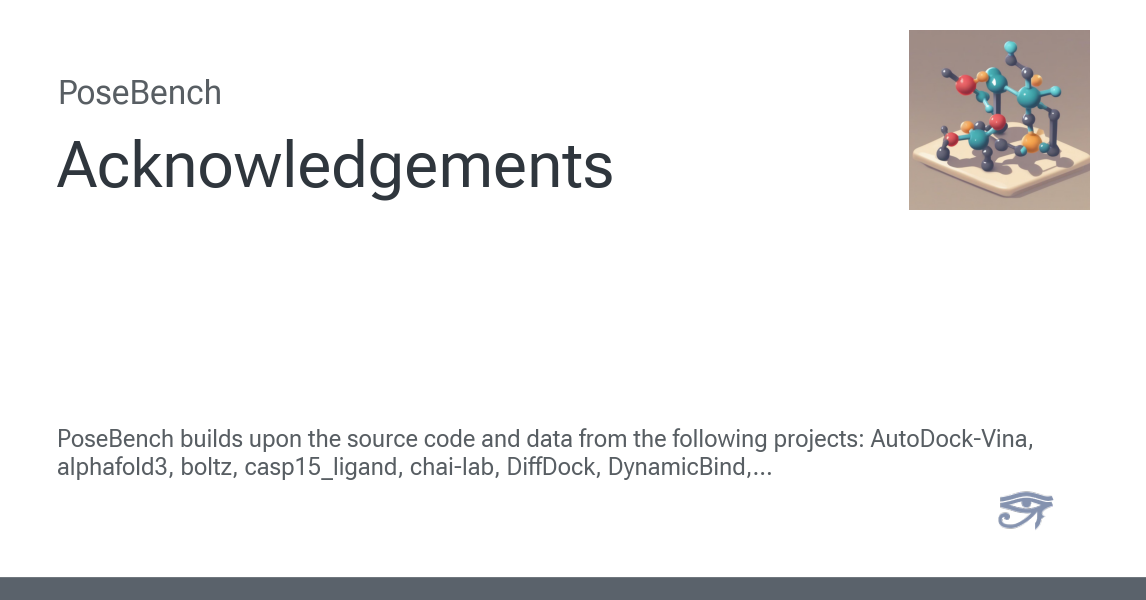 PoseBench
Acknowledgements
PoseBench builds upon the source code and data from the following projects: AutoDock-Vina,
alphafold3, boltz, casp15_ligand, chai-lab, DiffDock, DynamicBind,...